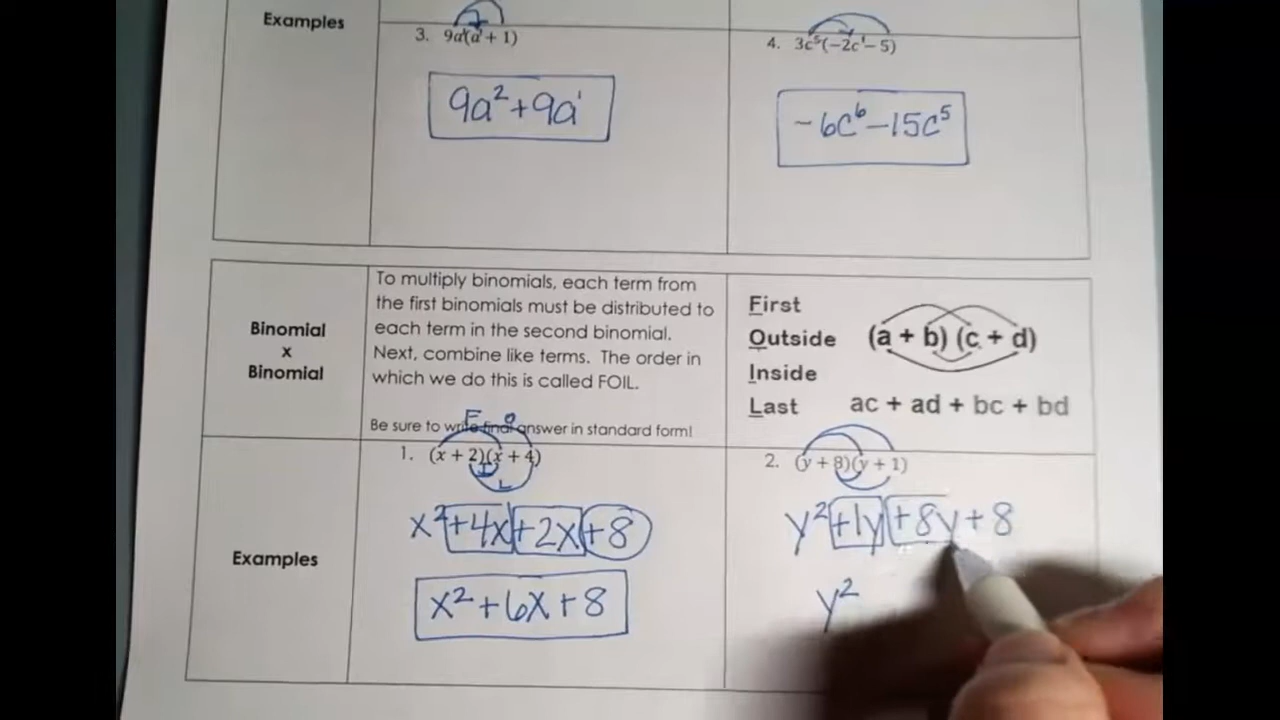 Examples
3. 9a¹(a¹ + 1)
9a² + 9a¹
4. 3c⁵(−2c¹ − 5)
-6c⁶ - 15c⁵
Binomial
x
Binomial
To multiply binomials, each term from
the first binomials must be distributed to
each term in the second binomial.
Next, combine like terms. The order in
which we do this is called FOIL.
Be sure to write final answer in standard form!
First
Outside
Inside
Last
(a + b) (c + d)
ac + ad + bc + bd
Examples
F O
1. (x + 2)(x + 4)
I
L
x² + 4x + 2x + 8
x² + 6x + 8
2. (y + 8)(y + 1)
y² + 1y + 8y + 8
y²